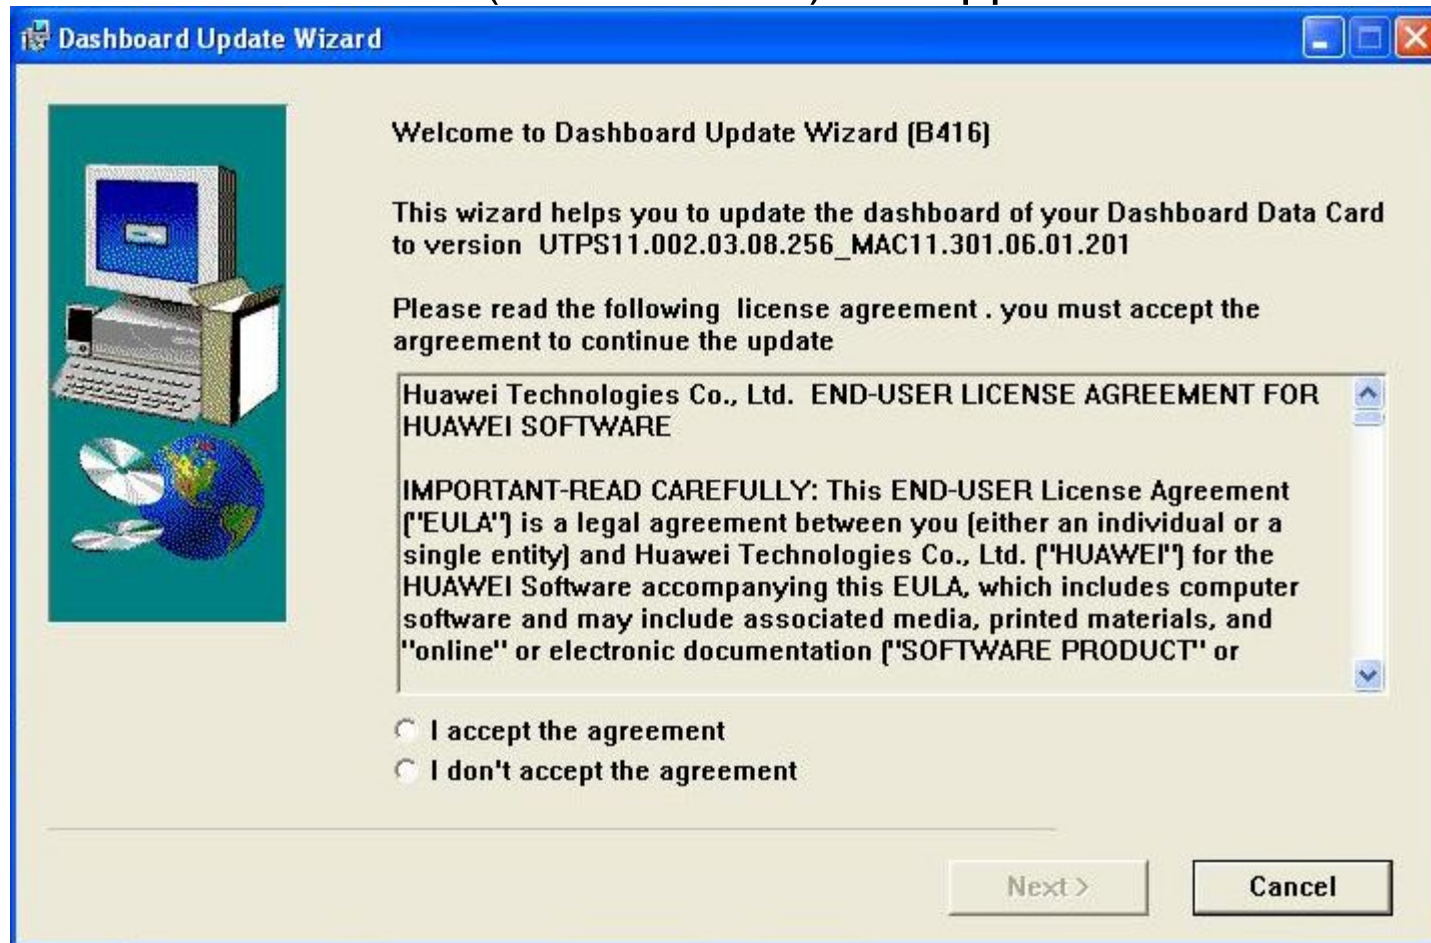 Dashboard Update Wizard
Welcome to Dashboard Update Wizard (B416)
This wizard helps you to update the dashboard of your Dashboard Data Card
to version  UTPS11.002.03.08.256_MAC11.301.06.01.201
Please read the following  license agreement . you must accept the
argreement to continue the update
Huawei Technologies Co., Ltd.  END-USER LICENSE AGREEMENT FOR
HUAWEI SOFTWARE
IMPORTANT-READ CAREFULLY: This END-USER License Agreement
("EULA") is a legal agreement between you (either an individual or a
single entity) and Huawei Technologies Co., Ltd. ("HUAWEI") for the
HUAWEI Software accompanying this EULA, which includes computer
software and may include associated media, printed materials, and
"online" or electronic documentation ("SOFTWARE PRODUCT" or
I accept the agreement
I don't accept the agreement
Next >
Cancel